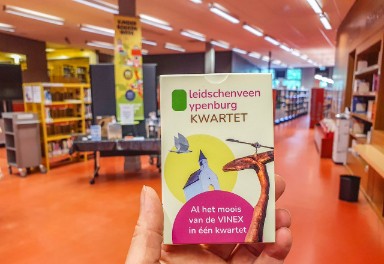 leidschenveen
ypenburg
KWARTET
Al het moois
van de VINEX
in één kwartet